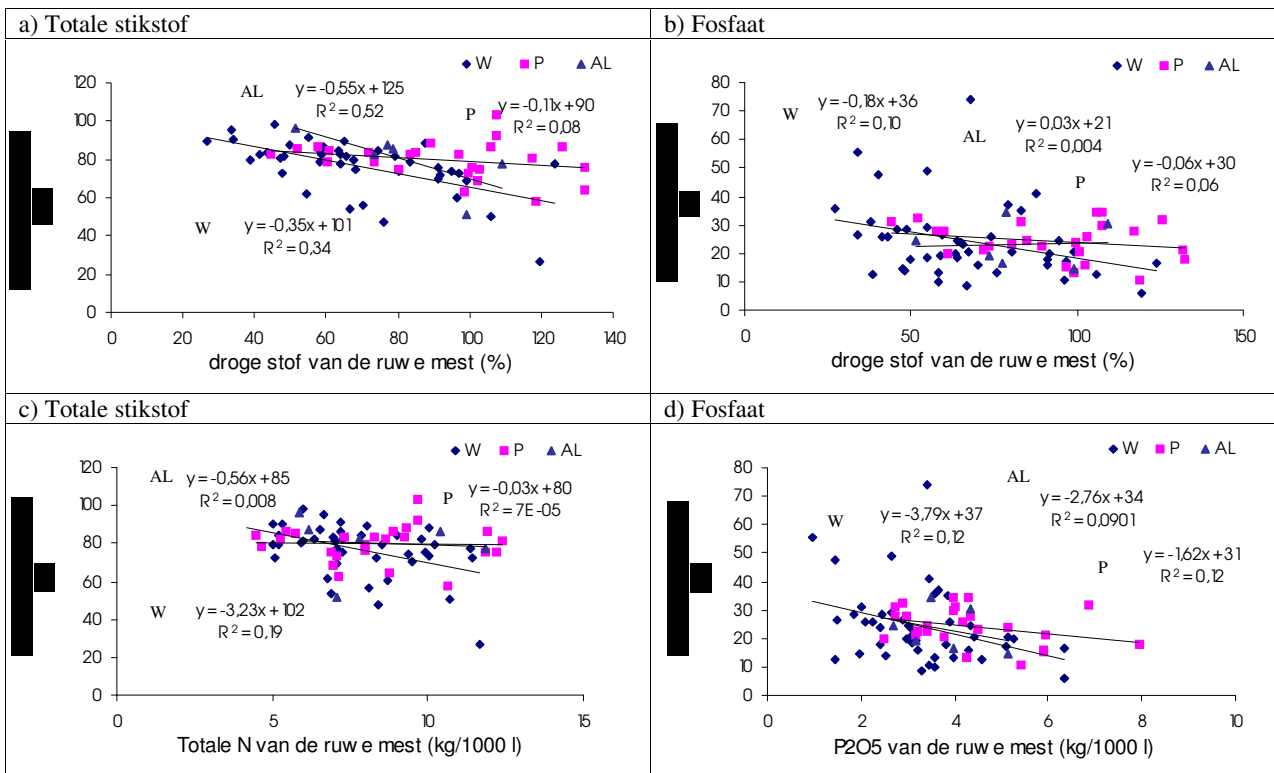 a) Totale stikstof
W P AL
AL y = -0,55x + 125
R² = 0,52
P y = -0,11x + 90
R² = 0,08
W y = -0,35x + 101
R² = 0,34
120
100
80
60
40
20
0
0 20 40 60 80 100 120 140
droge stof van de ruw e mest (%)
b) Fosfaat
W P AL
W y = -0,18x + 36
R² = 0,10
AL y = 0,03x + 21
R² = 0,004
P y = -0,06x + 30
R² = 0,06
80
70
60
50
40
30
20
10
0
0 50 100 150
droge stof van de ruw e mest (%)
c) Totale stikstof
W P AL
AL y = -0,56x + 85
R² = 0,008
P y = -0,03x + 80
R² = 7E-05
W y = -3,23x + 102
R² = 0,19
120
100
80
60
40
20
0
0 5 10 15
Totale N van de ruw e mest (kg/1000 l)
d) Fosfaat
W P AL
AL y = -2,76x + 34
R² = 0,0901
W y = -3,79x + 37
R² = 0,12
P y = -1,62x + 31
R² = 0,12
80
70
60
50
40
30
20
10
0
0 2 4 6 8 10
P2O5 van de ruw e mest (kg/1000 l)